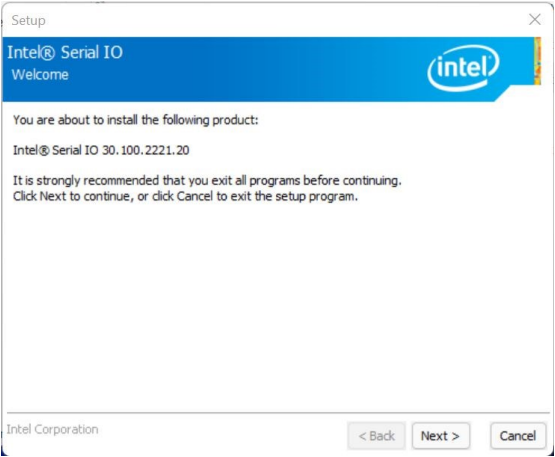 Setup
Intel® Serial IO
Welcome
intel
You are about to install the following product:
Intel® Serial IO 30.100.2221.20
It is strongly recommended that you exit all programs before continuing.
Click Next to continue, or click Cancel to exit the setup program.
Intel Corporation
< Back Next > Cancel